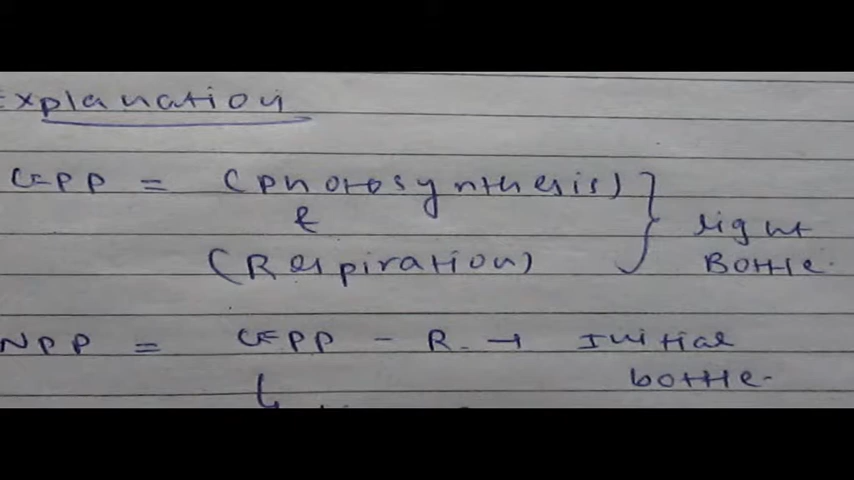 Explanation
GPP = (Photosynthesis)
&
(Respiration)
} light
Bottle.
NPP = GPP - R. → Initial
bottle.